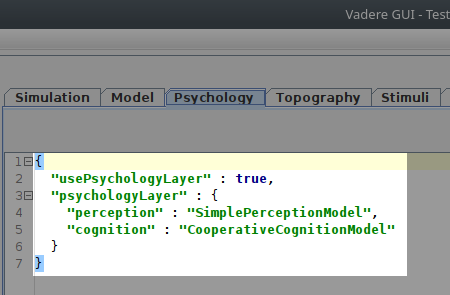 Vadere GUI - Test
Simulation Model Psychology Topography Stimuli
1 {
2 "usePsychologyLayer" : true,
3 "psychologyLayer" : {
4 "perception" : "SimplePerceptionModel",
5 "cognition" : "CooperativeCognitionModel"
6 }
7 }